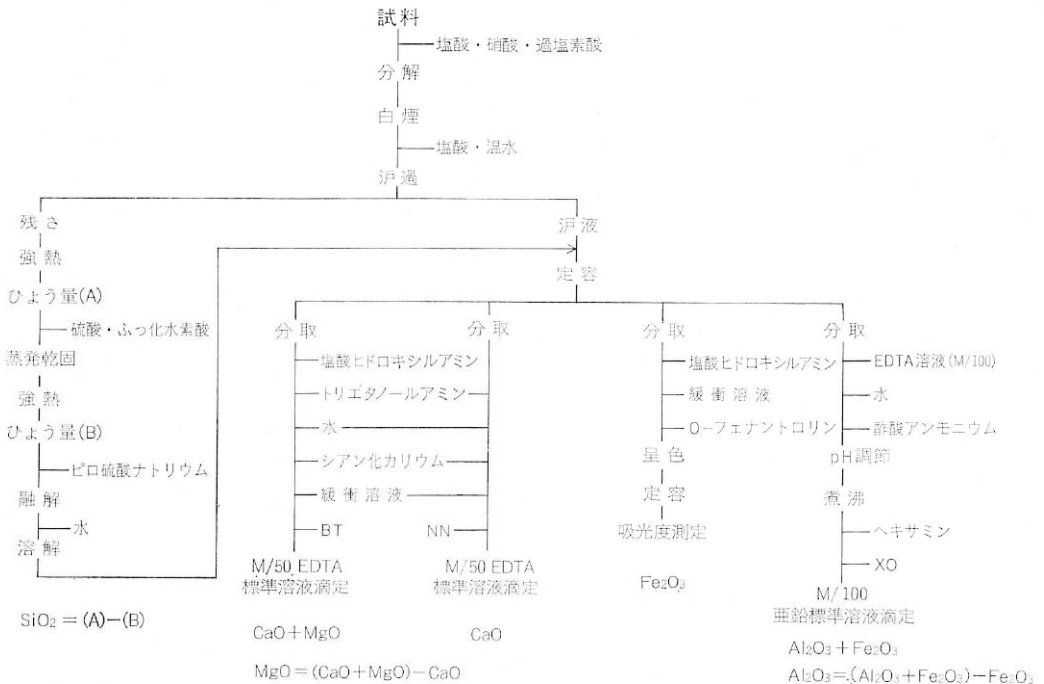 試料
塩酸・硝酸・過塩素酸
分解
白煙
塩酸・温水
沪過
残さ
強熱
ひょう量(A)
硫酸・ふっ化水素酸
蒸発乾固
強熱
ひょう量(B)
ピロ硫酸ナトリウム
融解
水
溶解
SiO₂=(A)-(B)
沪液
定容
分取
塩酸ヒドロキシルアミン
トリエタノールアミン
水
シアン化カリウム
緩衝溶液
BT
M/50 EDTA
標準溶液滴定
CaO+MgO
MgO=(CaO+MgO)-CaO
分取
NN
M/50 EDTA
標準溶液滴定
CaO
分取
塩酸ヒドロキシルアミン
緩衝溶液
O-フェナントロリン
呈色
定容
吸光度測定
Fe₂O₃
分取
EDTA溶液(M/100)
水
酢酸アンモニウム
pH調節
煮沸
ヘキサミン
XO
M/100
亜鉛標準溶液滴定
Al₂O₃+Fe₂O₃
Al₂O₃=(Al₂O₃+Fe₂O₃)-Fe₂O₃